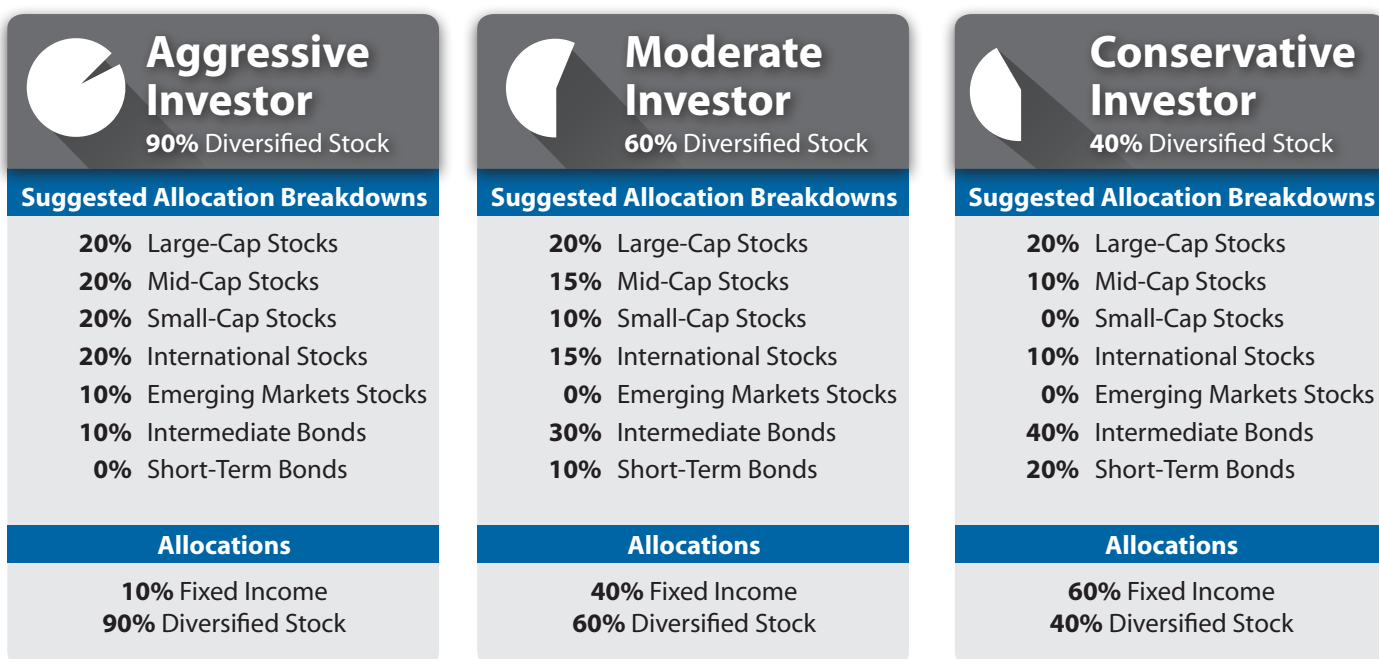 Aggressive
Investor
90% Diversified Stock
Suggested Allocation Breakdowns
20% Large-Cap Stocks
20% Mid-Cap Stocks
20% Small-Cap Stocks
20% International Stocks
10% Emerging Markets Stocks
10% Intermediate Bonds
0% Short-Term Bonds
Allocations
10% Fixed Income
90% Diversified Stock
Moderate
Investor
60% Diversified Stock
Suggested Allocation Breakdowns
20% Large-Cap Stocks
15% Mid-Cap Stocks
10% Small-Cap Stocks
15% International Stocks
0% Emerging Markets Stocks
30% Intermediate Bonds
10% Short-Term Bonds
Allocations
40% Fixed Income
60% Diversified Stock
Conservative
Investor
40% Diversified Stock
Suggested Allocation Breakdowns
20% Large-Cap Stocks
10% Mid-Cap Stocks
0% Small-Cap Stocks
10% International Stocks
0% Emerging Markets Stocks
40% Intermediate Bonds
20% Short-Term Bonds
Allocations
60% Fixed Income
40% Diversified Stock